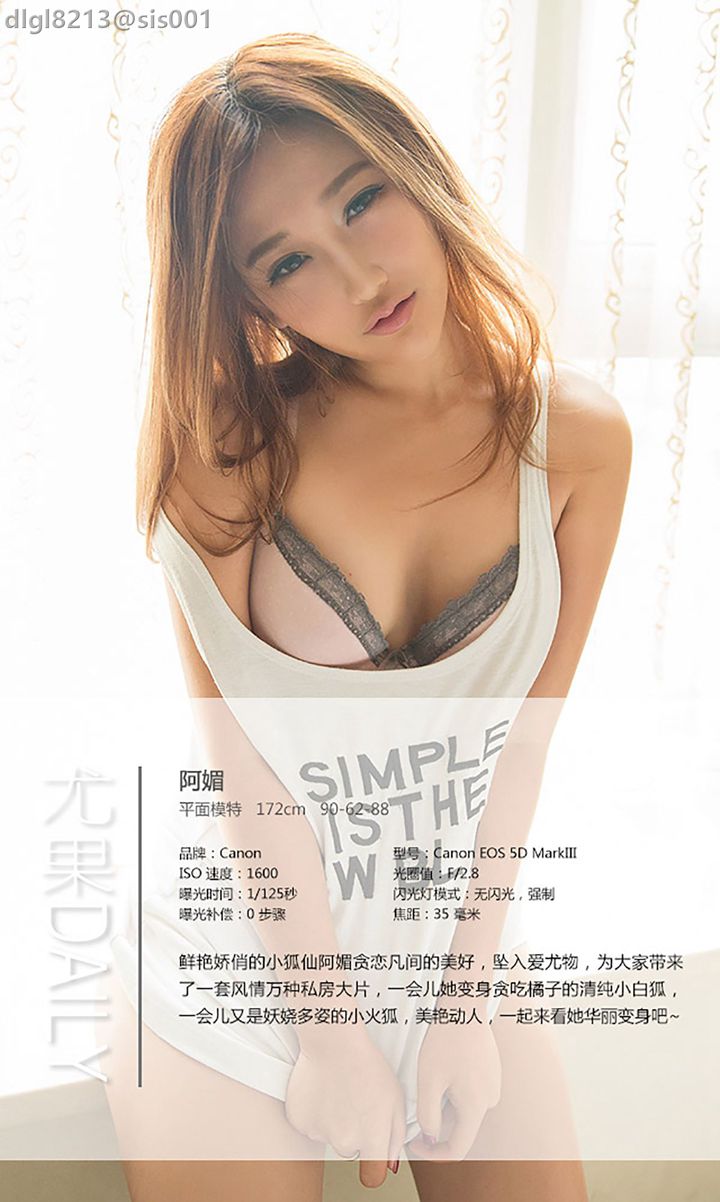 dlgl8213@sis001
SIMPLE
IS THE
W BL
尤果DAILY
阿媚
平面模特 172cm 90-62-88
品牌：Canon
ISO 速度：1600
曝光时间：1/125秒
曝光补偿：0 步骤
型号：Canon EOS 5D MarkIII
光圈值：F/2.8
闪光灯模式：无闪光，强制
焦距：35 毫米
鲜艳娇俏的小狐仙阿媚贪恋凡间的美好，坠入爱尤物，为大家带来
了一套风情万种私房大片，一会儿她变身贪吃橘子的清纯小白狐，
一会儿又是妖娆多姿的小火狐，美艳动人，一起来看她华丽变身吧~